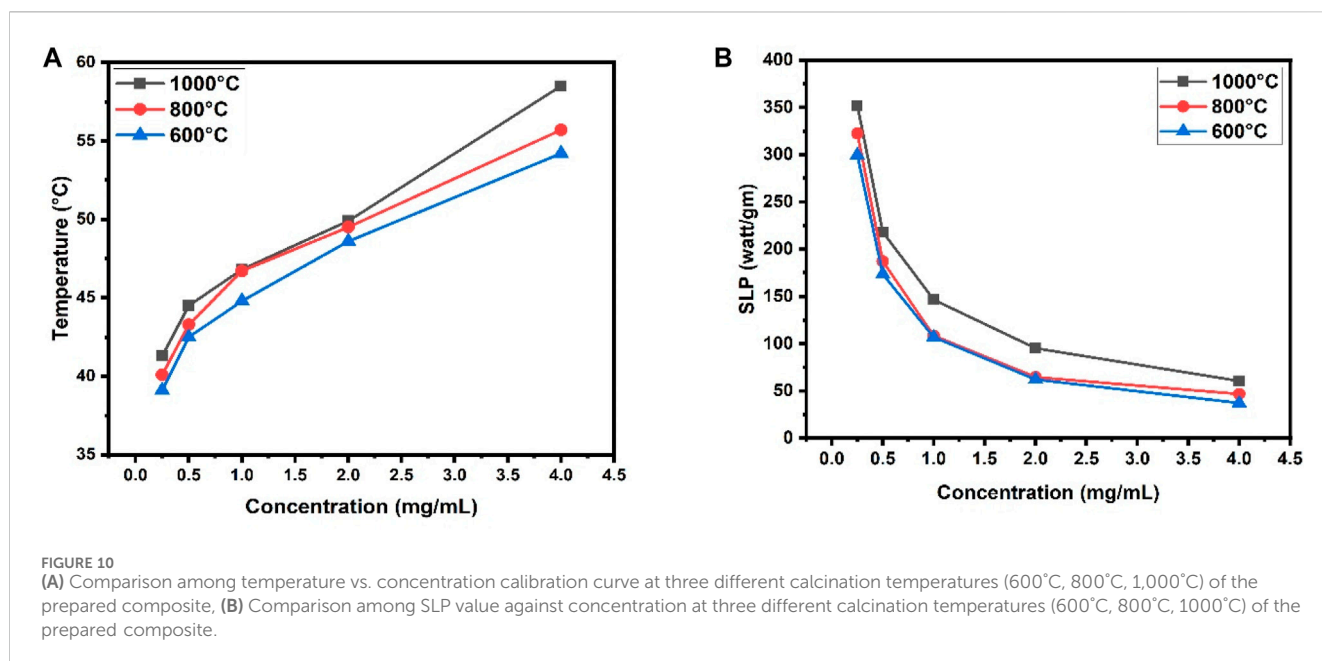 A
60
55
50
45
40
35
Temperature (°C)
1000°C
800°C
600°C
0.0 0.5 1.0 1.5 2.0 2.5 3.0 3.5 4.0 4.5
Concentration (mg/mL)
B
400
350
300
250
200
150
100
50
0
SLP (watt/gm)
1000°C
800°C
600°C
0.0 0.5 1.0 1.5 2.0 2.5 3.0 3.5 4.0 4.5
Concentration (mg/mL)
FIGURE 10
(A) Comparison among temperature vs. concentration calibration curve at three different calcination temperatures (600°C, 800°C, 1,000°C) of the
prepared composite, (B) Comparison among SLP value against concentration at three different calcination temperatures (600°C, 800°C, 1000°C) of the
prepared composite.